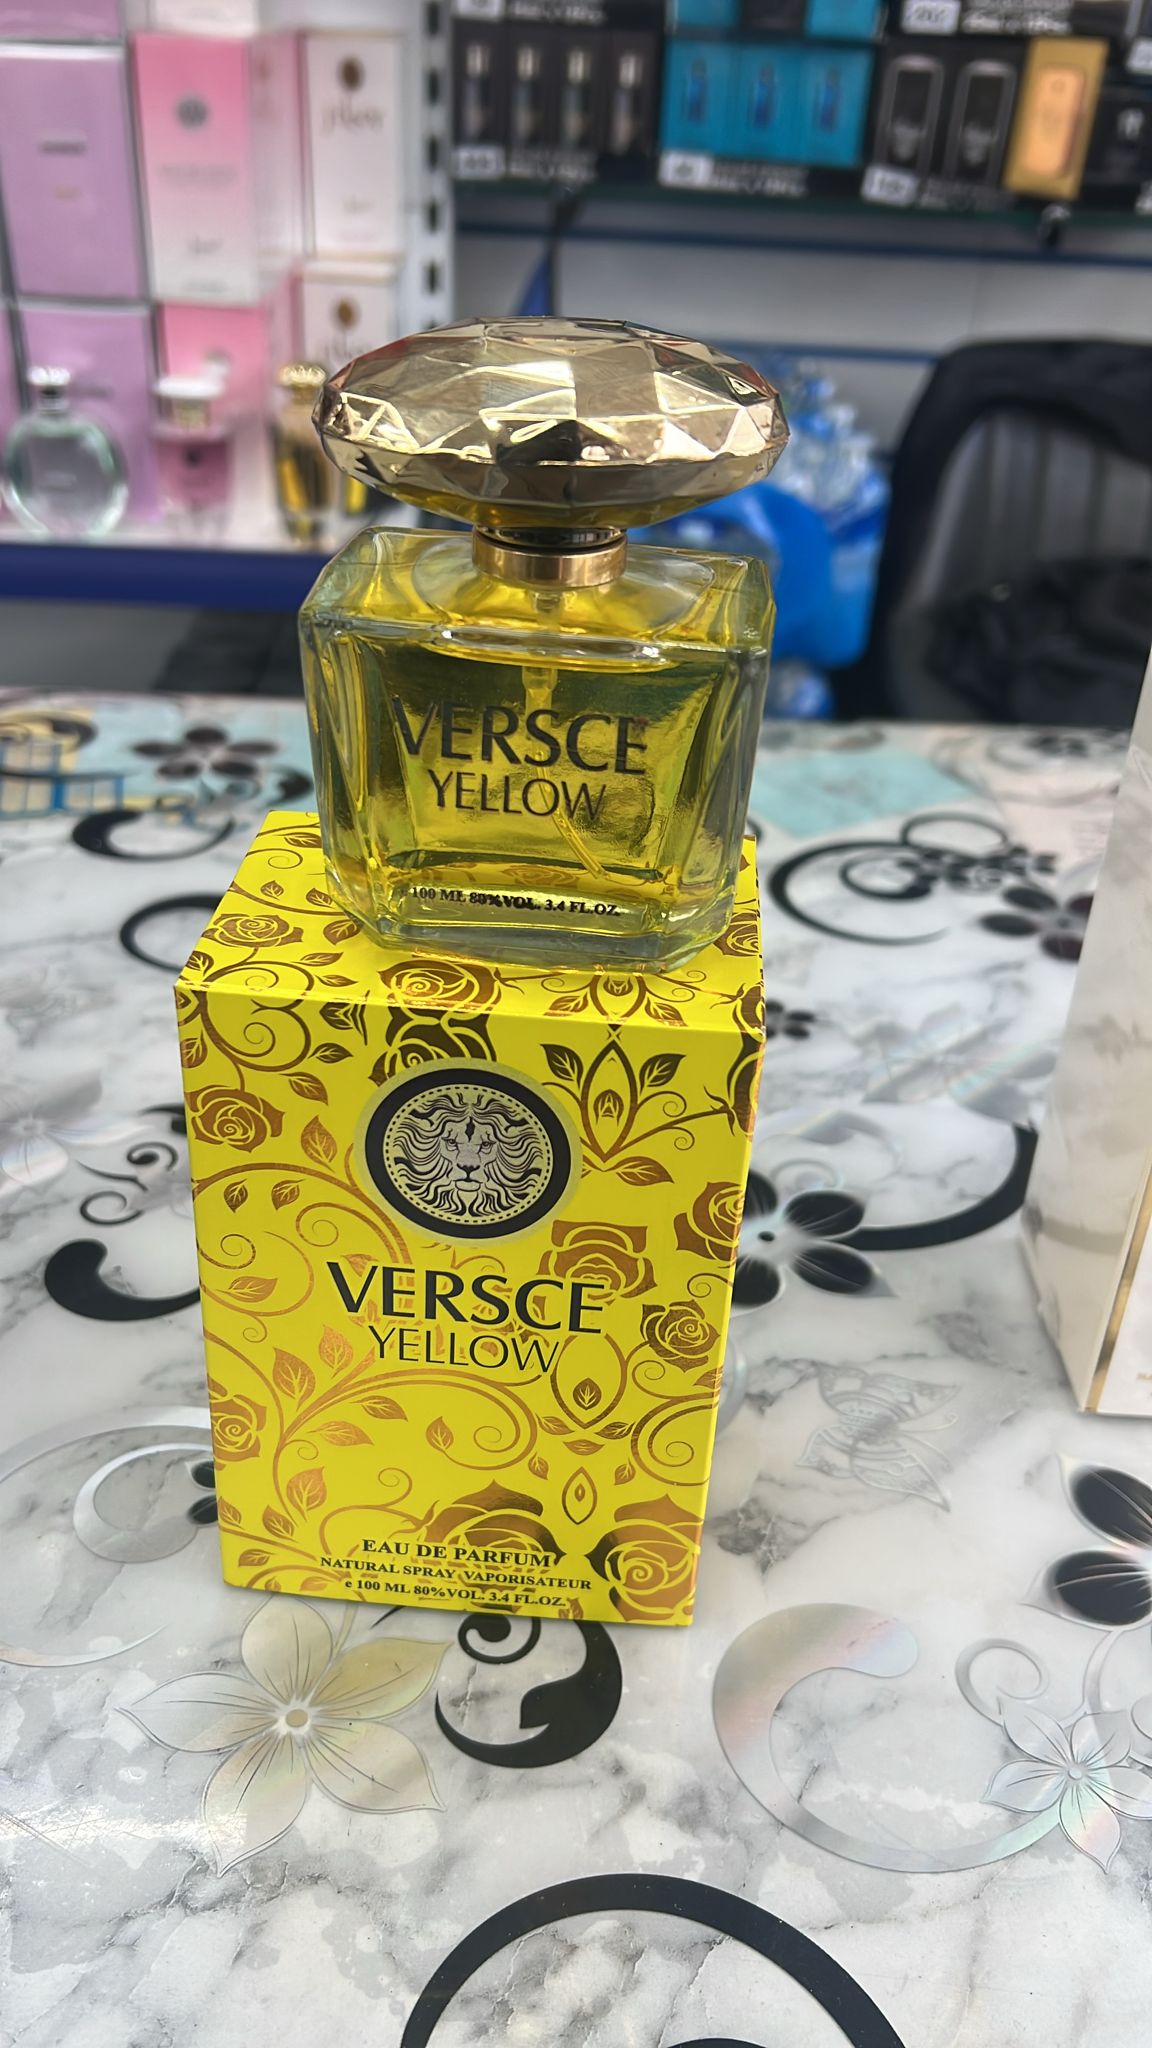 VERSCE
YELLOW
e 100 ML 80%VOL. 3.4 FL.OZ.
VERSCE
YELLOW
EAU DE PARFUM
NATURAL SPRAY VAPORISATEUR
e 100 ML 80%VOL. 3.4 FL.OZ.